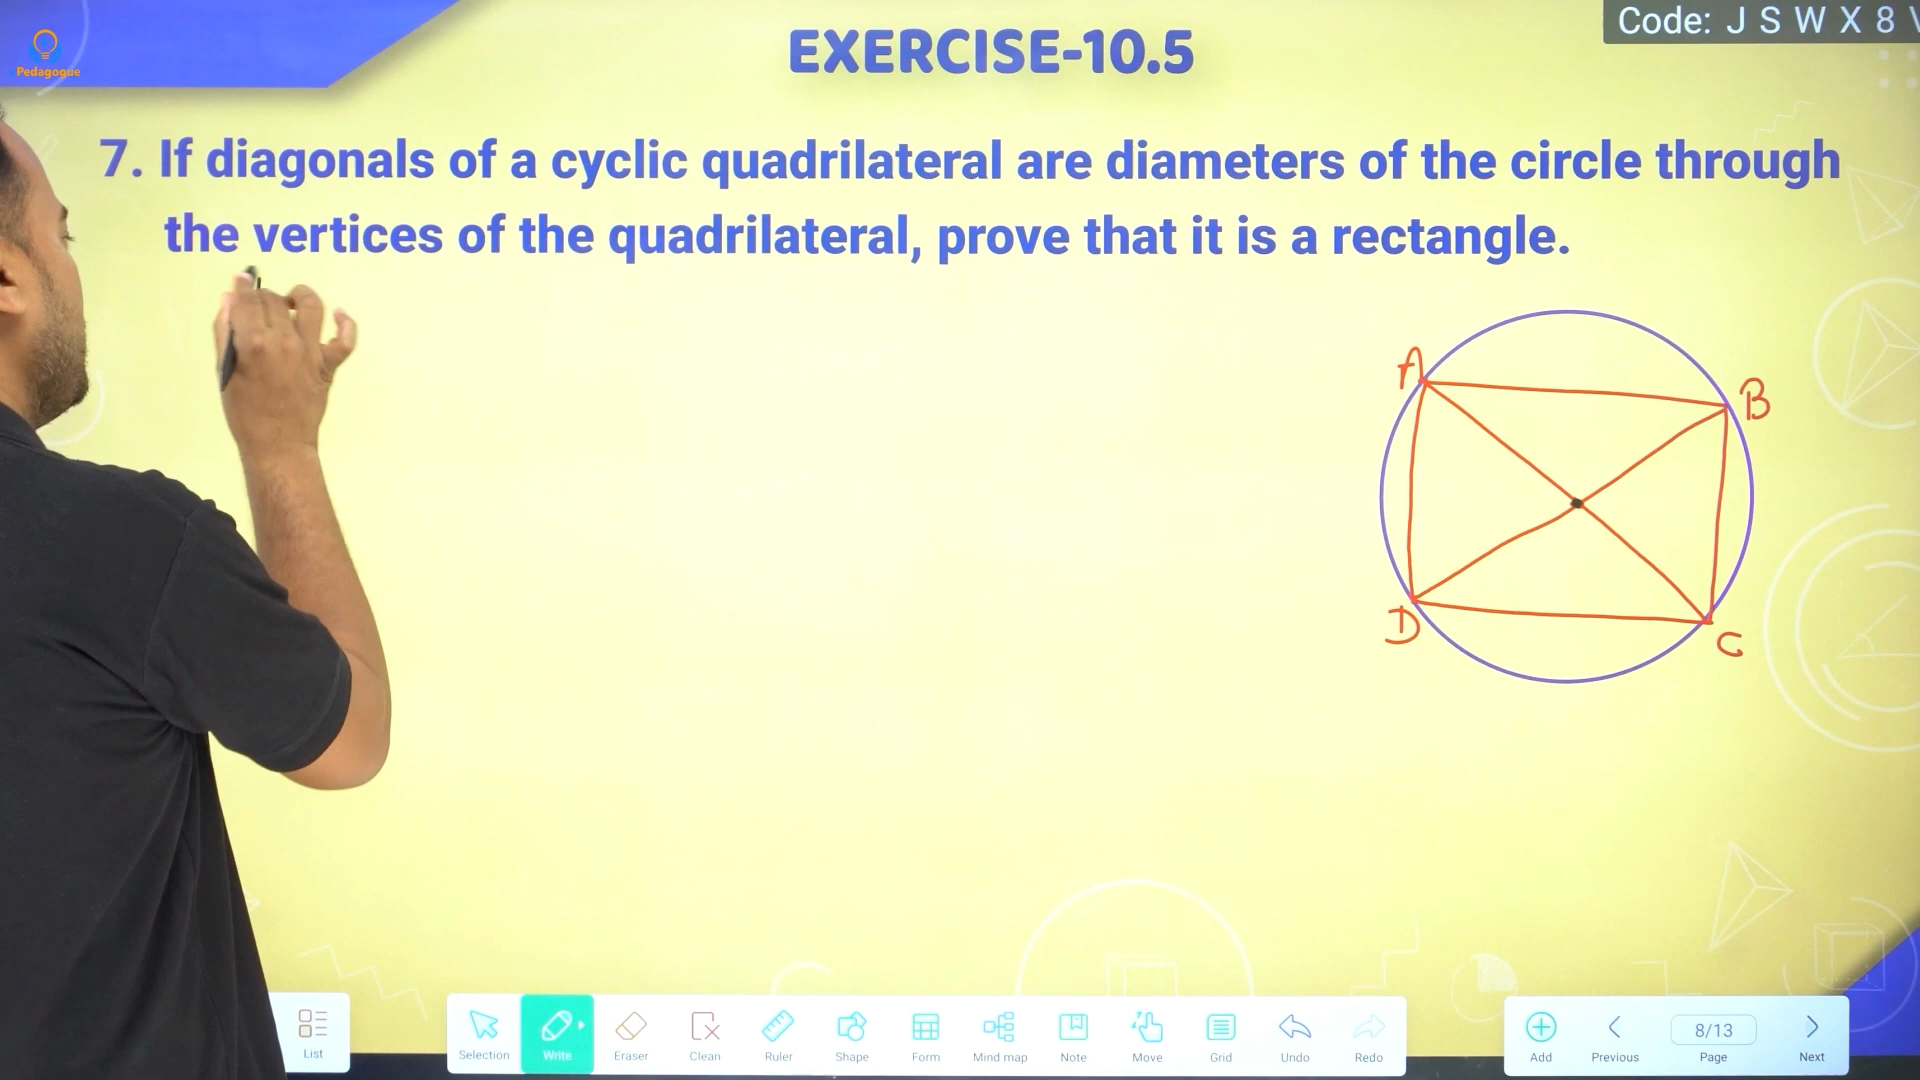 Pedagogue
Code: J S W X 8
EXERCISE-10.5
7. If diagonals of a cyclic quadrilateral are diameters of the circle through
the vertices of the quadrilateral, prove that it is a rectangle.
A
B
D
C
List
Selection
Write
Eraser
Clean
Ruler
Shape
Form
Mind map
Note
Move
Grid
Undo
Redo
Add
Previous
8/13
Page
Next